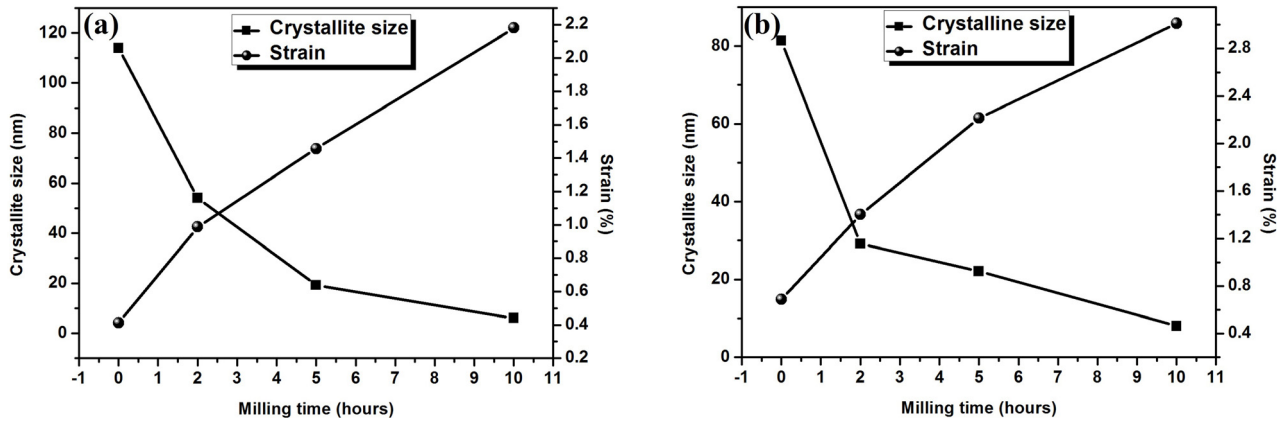 (a)
Crystallite size
Strain
120
100
80
60
40
20
0
Crystallite size (nm)
2.2
2.0
1.8
1.6
1.4
1.2
1.0
0.8
0.6
0.4
0.2
Strain (%)
-1 0 1 2 3 4 5 6 7 8 9 10 11
Milling time (hours)
(b)
Crystalline size
Strain
80
60
40
20
0
Crystalline size (nm)
2.8
2.4
2.0
1.6
1.2
0.8
0.4
Strain (%)
-1 0 1 2 3 4 5 6 7 8 9 10 11
Milling time (hours)